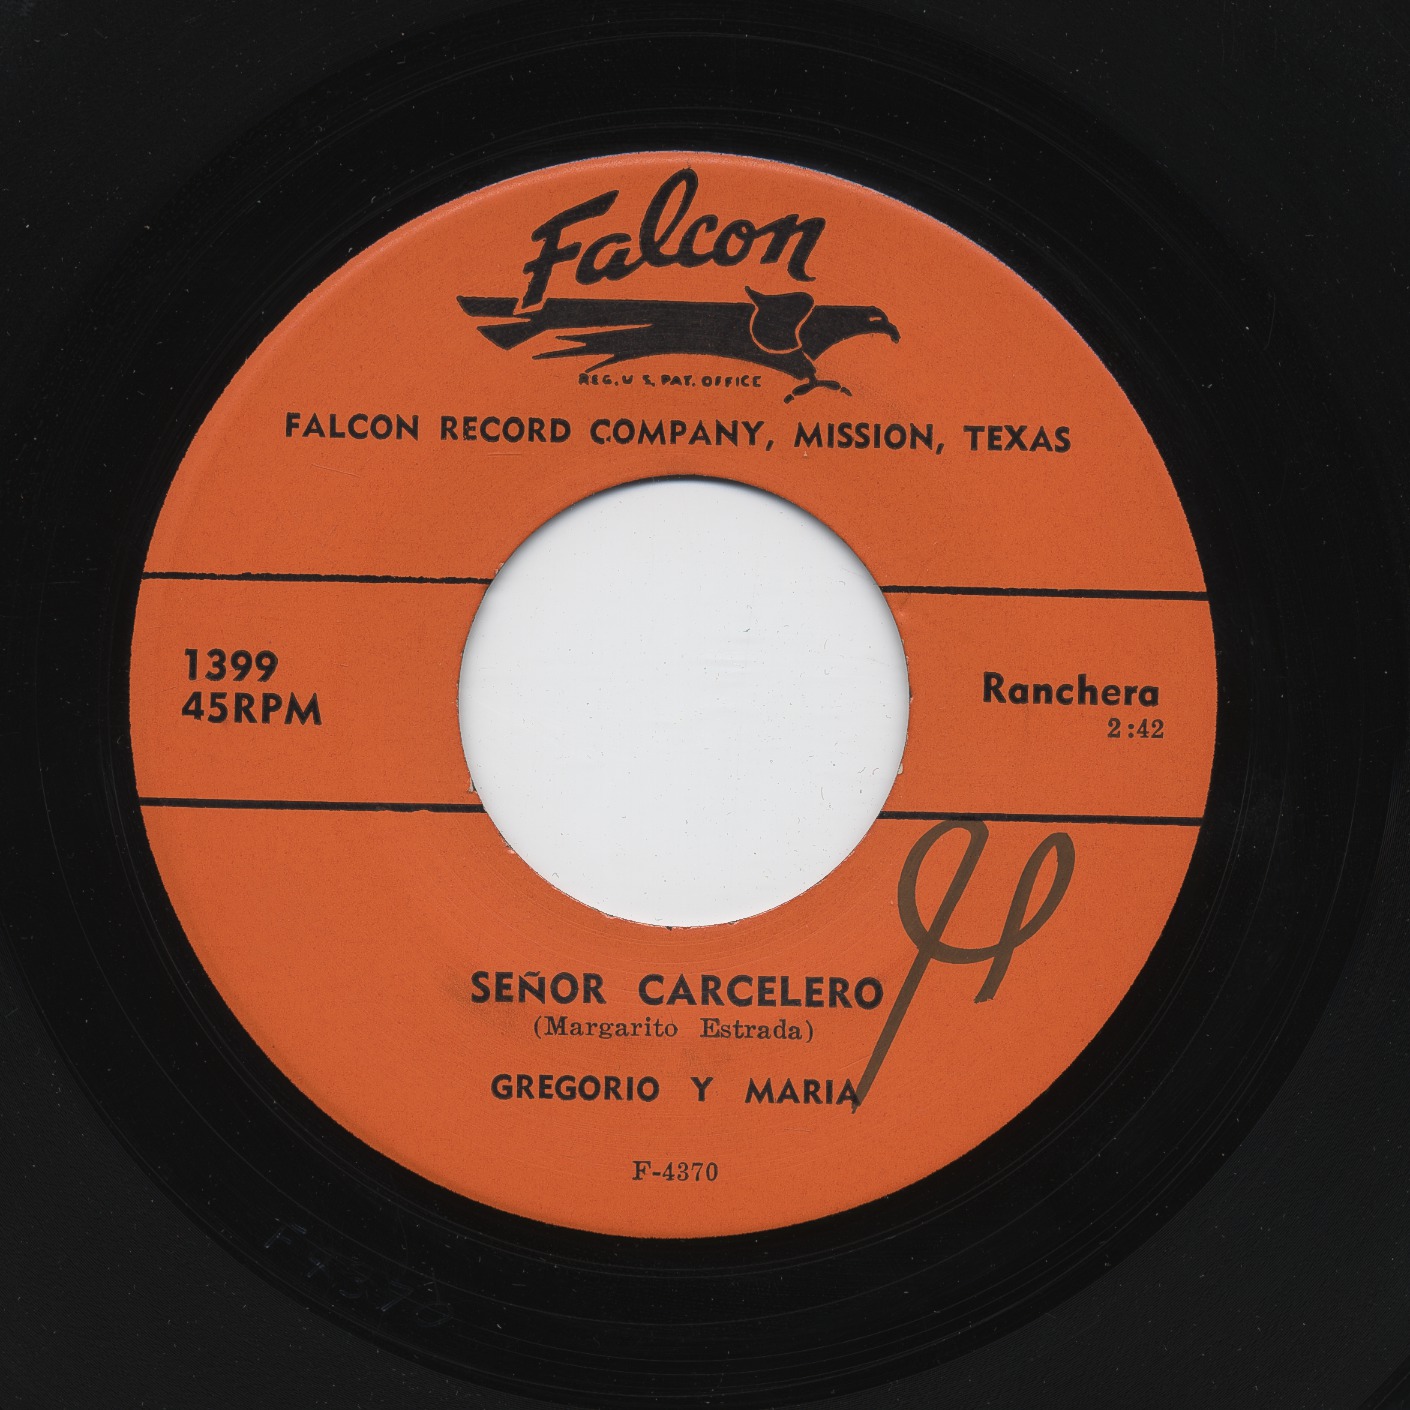 Falcon
REG. U. S. PAT. OFFICE
FALCON RECORD COMPANY, MISSION, TEXAS
1399
45RPM
Ranchera
2:42
SEÑOR CARCELERO
(Margarito Estrada)
GREGORIO Y MARIA
F-4370
F 4370